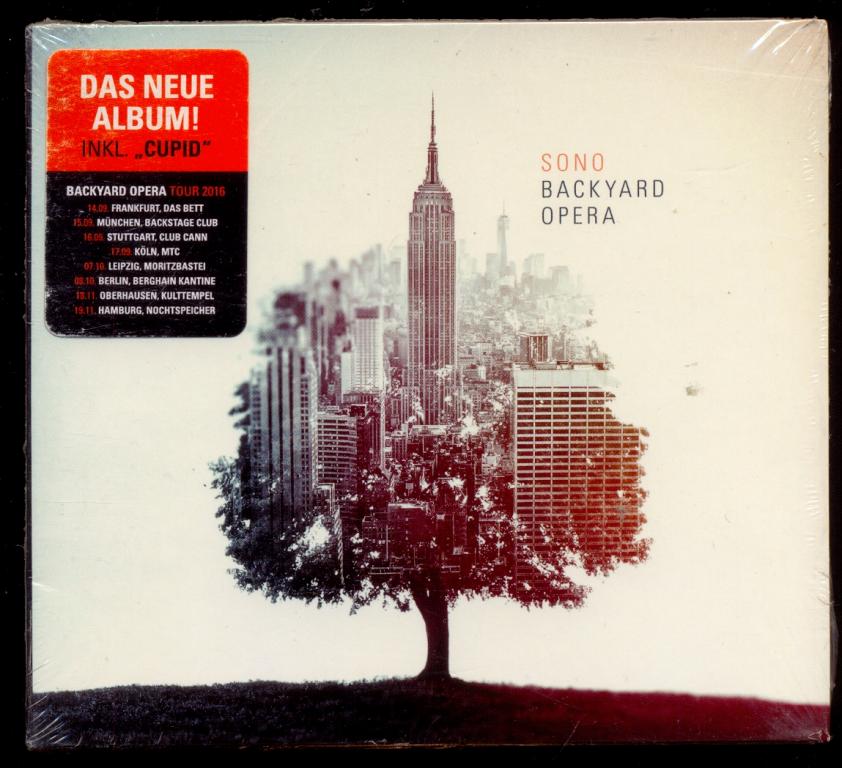 DAS NEUE
ALBUM!
INKL. „CUPID"
BACKYARD OPERA TOUR 2016
14.09. FRANKFURT, DAS BETT
15.09. MÜNCHEN, BACKSTAGE CLUB
16.09. STUTTGART, CLUB CANN
17.09. KÖLN, MTC
07.10. LEIPZIG, MORITZBASTEI
08.10. BERLIN, BERGHAIN KANTINE
18.11. OBERHAUSEN, KULTTEMPEL
19.11. HAMBURG, NOCHTSPEICHER
SONO
BACKYARD
OPERA